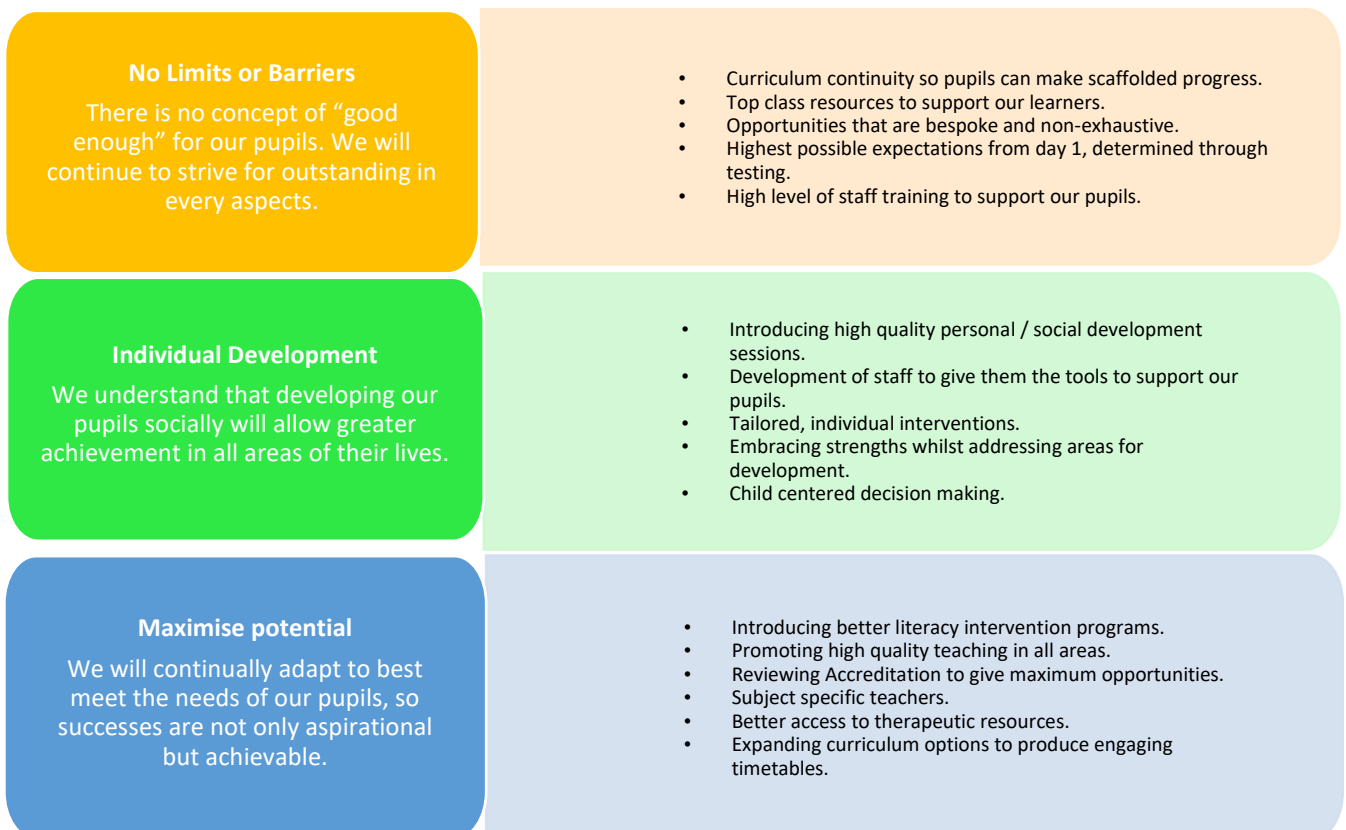 No Limits or Barriers
There is no concept of “good
enough” for our pupils. We will
continue to strive for outstanding in
every aspects.
• Curriculum continuity so pupils can make scaffolded progress.
• Top class resources to support our learners.
• Opportunities that are bespoke and non-exhaustive.
• Highest possible expectations from day 1, determined through
testing.
• High level of staff training to support our pupils.
Individual Development
We understand that developing our
pupils socially will allow greater
achievement in all areas of their lives.
• Introducing high quality personal / social development
sessions.
• Development of staff to give them the tools to support our
pupils.
• Tailored, individual interventions.
• Embracing strengths whilst addressing areas for
development.
• Child centered decision making.
Maximise potential
We will continually adapt to best
meet the needs of our pupils, so
successes are not only aspirational
but achievable.
• Introducing better literacy intervention programs.
• Promoting high quality teaching in all areas.
• Reviewing Accreditation to give maximum opportunities.
• Subject specific teachers.
• Better access to therapeutic resources.
• Expanding curriculum options to produce engaging
timetables.